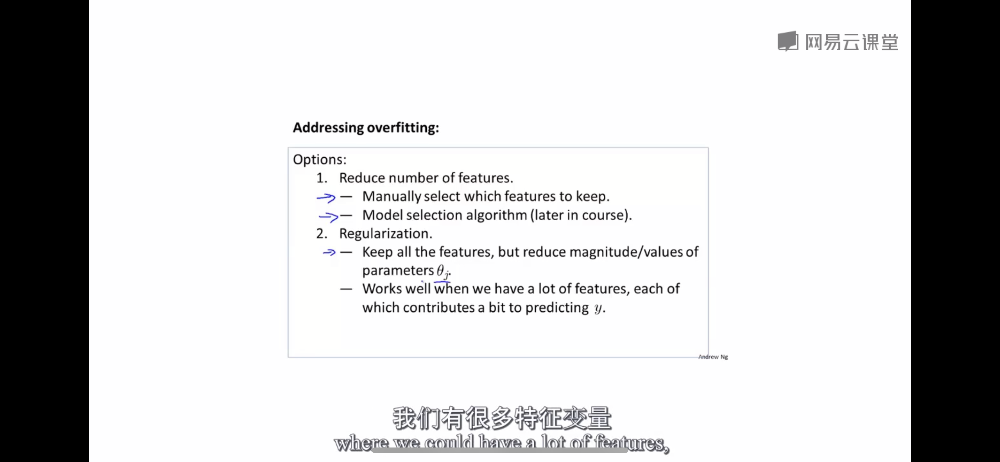 网易云课堂
Addressing overfitting:
Options:
1. Reduce number of features.
— Manually select which features to keep.
— Model selection algorithm (later in course).
2. Regularization.
— Keep all the features, but reduce magnitude/values of
parameters θj.
— Works well when we have a lot of features, each of
which contributes a bit to predicting y.
Andrew Ng
我们有很多特征变量
where we could have a lot of features,